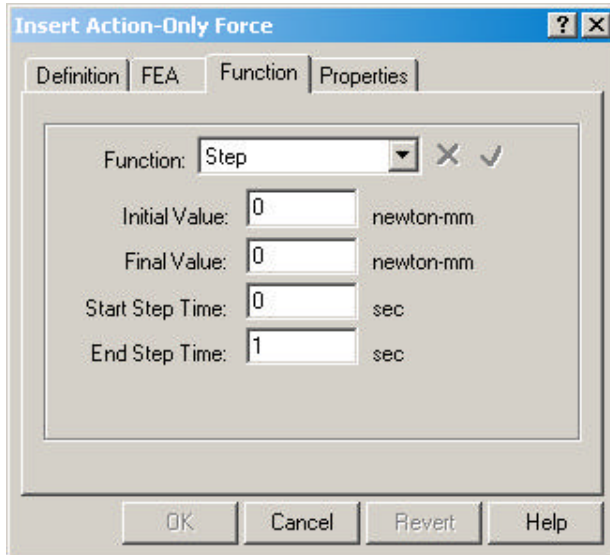 Insert Action-Only Force ? X
Definition FEA Function Properties
Function: Step
Initial Value: 0 newton-mm
Final Value: 0 newton-mm
Start Step Time: 0 sec
End Step Time: 1 sec
OK Cancel Revert Help